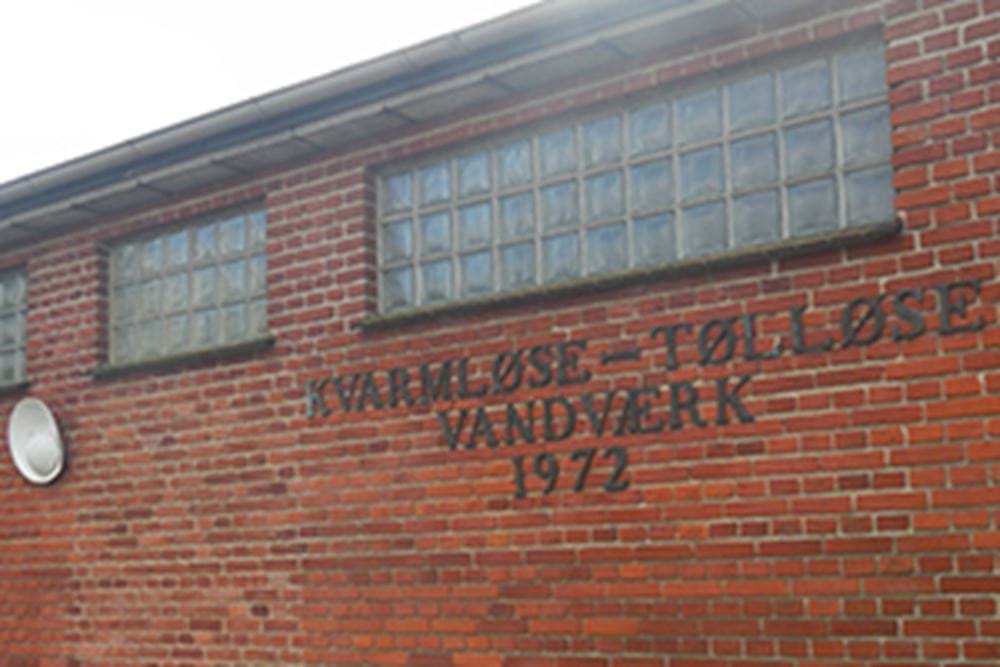 KVARMLØSE – TØLLØSE
VANDVÆRK
1972